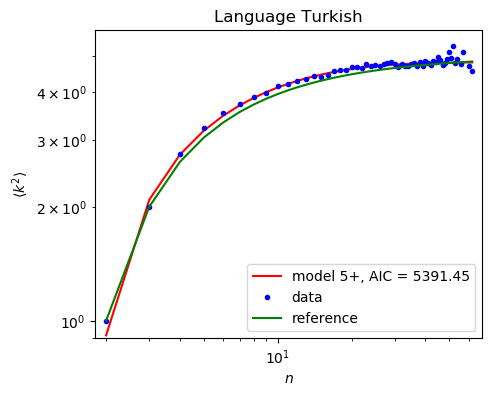 Language Turkish
4 × 10⁰
3 × 10⁰
2 × 10⁰
10⁰
⟨k²⟩
model 5+, AIC = 5391.45
data
reference
10¹
n